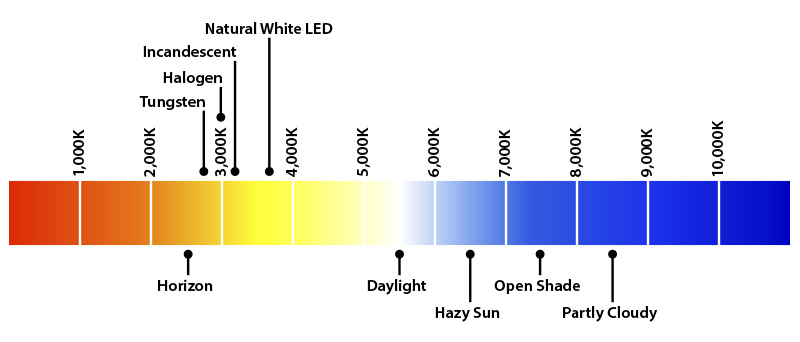 Natural White LED
Incandescent
Halogen
Tungsten
1,000K
2,000K
3,000K
4,000K
5,000K
6,000K
7,000K
8,000K
9,000K
10,000K
Horizon
Daylight
Open Shade
Hazy Sun
Partly Cloudy